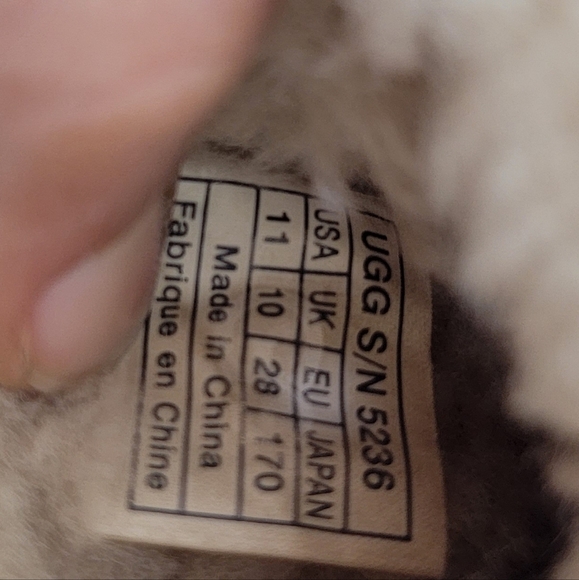 UGG S/N 5236
USA UK EU JAPAN
11 10 28 170
Made in China
Fabrique en Chine